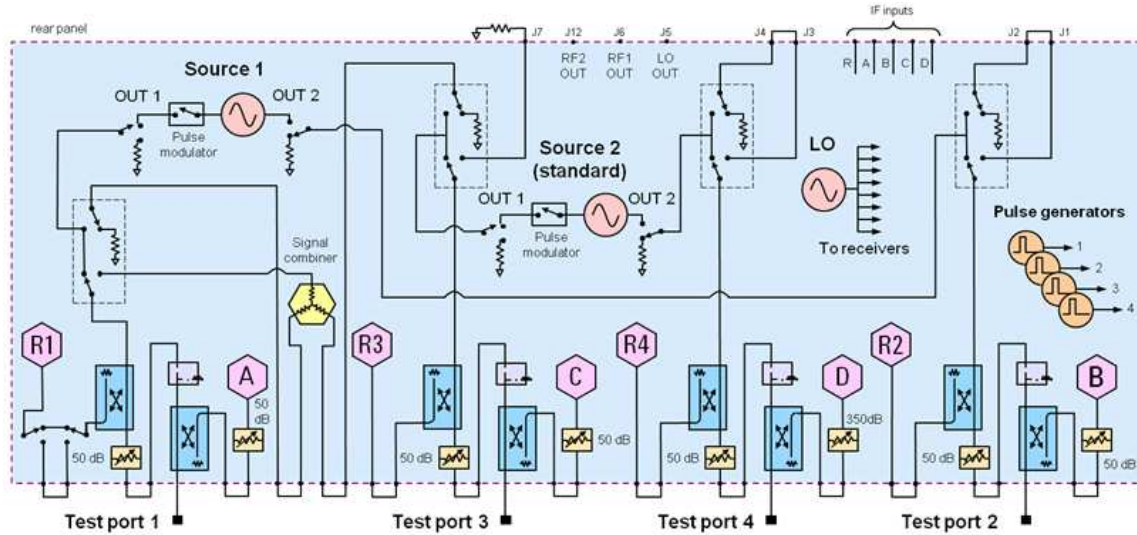 rear panel
J7
J12
J6
J5
J4
J3
IF inputs
J2
J1
RF2
OUT
RF1
OUT
LO
OUT
R
A
B
C
D
Source 1
OUT 1
OUT 2
Pulse
modulator
Source 2
(standard)
OUT 1
OUT 2
Pulse
modulator
LO
To receivers
Pulse generators
1
2
3
4
Signal
combiner
R1
A
R3
C
R4
D
R2
B
50
dB
50 dB
50 dB
50 dB
50 dB
350dB
50 dB
50 dB
Test port 1
Test port 3
Test port 4
Test port 2